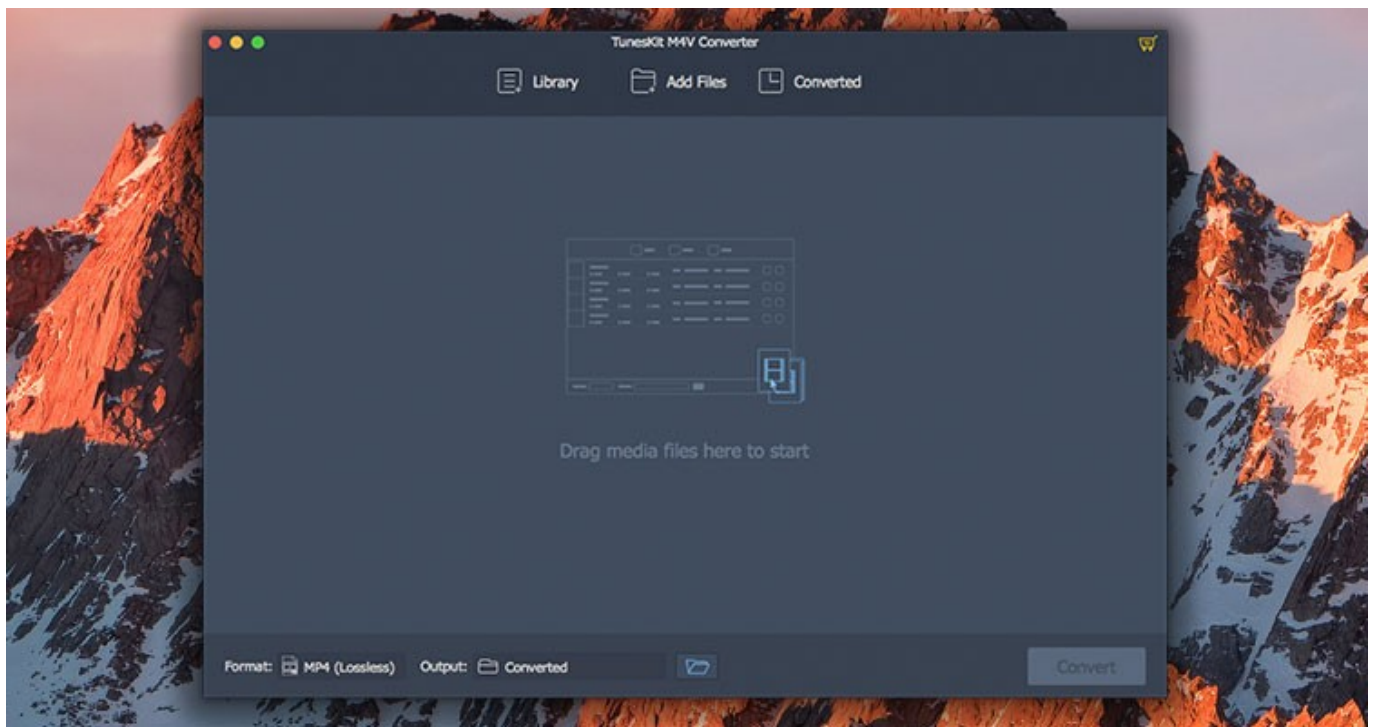 TunesKit M4V Converter
Library Add Files Converted
Drag media files here to start
Format: MP4 (Lossless) Output: Converted Convert